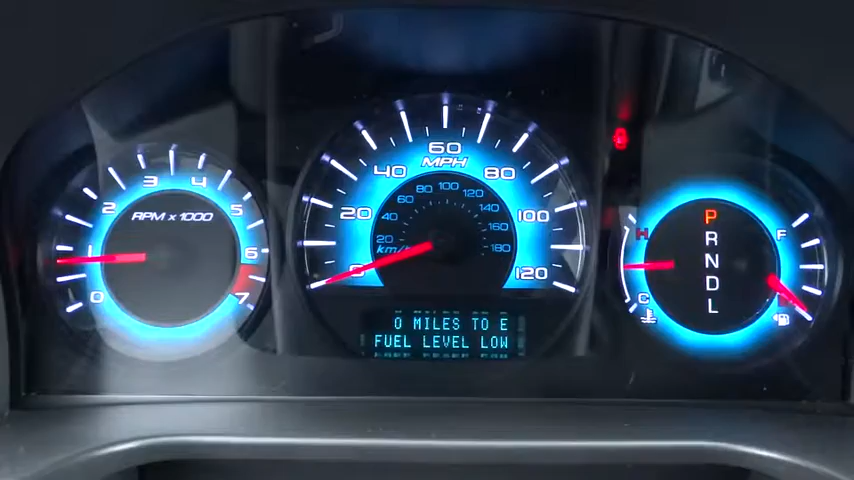 0 1 2 3 4 5 6 7
RPM x 1000
0 20 40 60 80 100 120
MPH
20 40 60 80 100 120 140 160 180
km/h
0 MILES TO E
FUEL LEVEL LOW
H
C
P
R
N
D
L
F